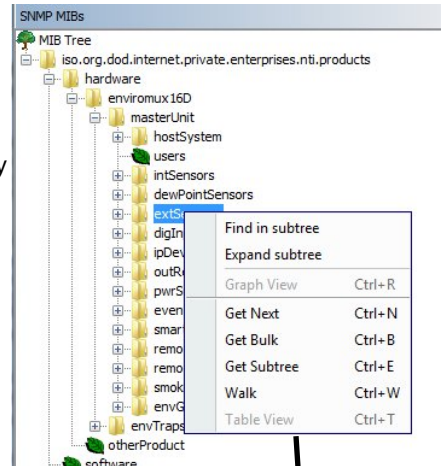 SNMP MIBs
MIB Tree
iso.org.dod.internet.private.enterprises.nti.products
hardware
enviromux16D
masterUnit
hostSystem
users
intSensors
dewPointSensors
extSe
digIn
Find in subtree
ipDev
Expand subtree
outRe
Graph View Ctrl+R
pwrS
even
Get Next Ctrl+N
smar
Get Bulk Ctrl+B
remo
Get Subtree Ctrl+E
remo
smok
Walk Ctrl+W
envG
Table View Ctrl+T
envTraps
otherProduct
software
y